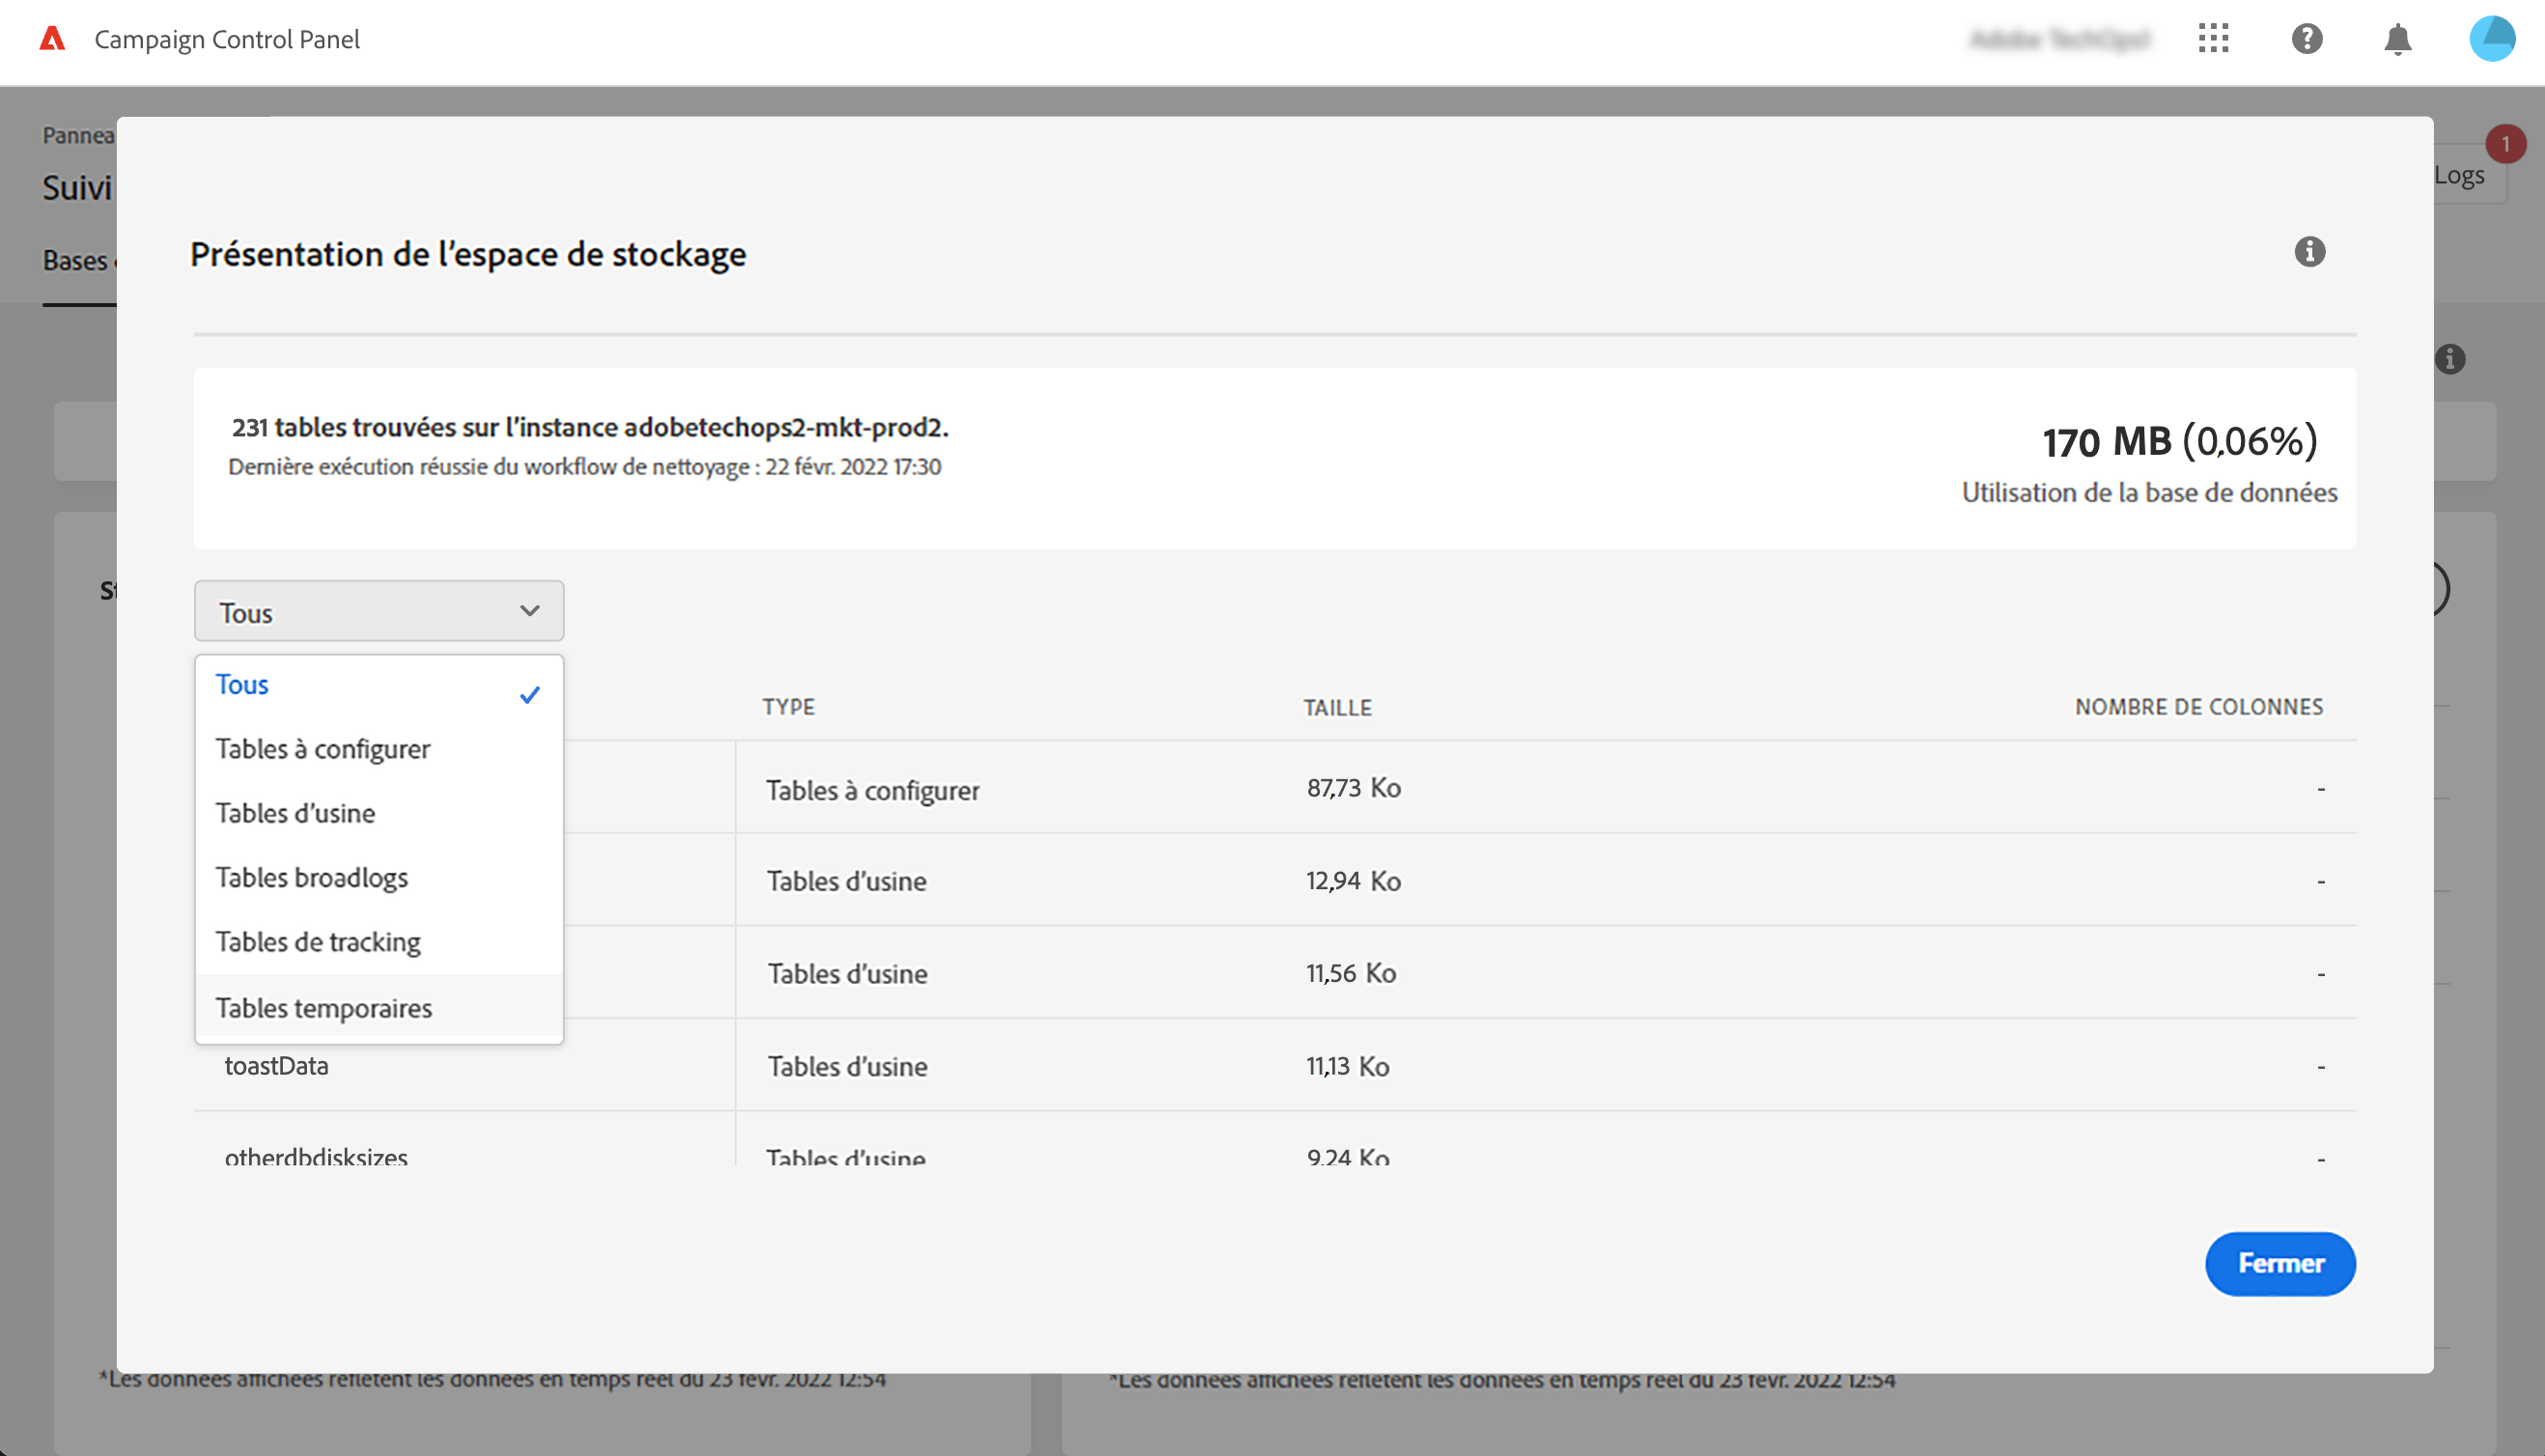 Campaign Control Panel
Adobe TechOps1
Pannea
Suivi
1
Logs
Bases
Présentation de l’espace de stockage
231 tables trouvées sur l’instance adobetechops2-mkt-prod2.
Dernière exécution réussie du workflow de nettoyage : 22 févr. 2022 17:30
170 MB (0,06%)
Utilisation de la base de données
St
Tous
Tous
Tables à configurer
Tables d’usine
Tables broadlogs
Tables de tracking
Tables temporaires
TYPE TAILLE NOMBRE DE COLONNES
Tables à configurer 87,73 Ko -
Tables d’usine 12,94 Ko -
Tables d’usine 11,56 Ko -
toastData Tables d’usine 11,13 Ko -
otherdbdisksizes Tables d’usine 9,24 Ko -
Fermer
*Les données affichées reflètent les données en temps réel du 23 févr. 2022 12:54
*Les données affichées reflètent les données en temps réel du 23 févr. 2022 12:54